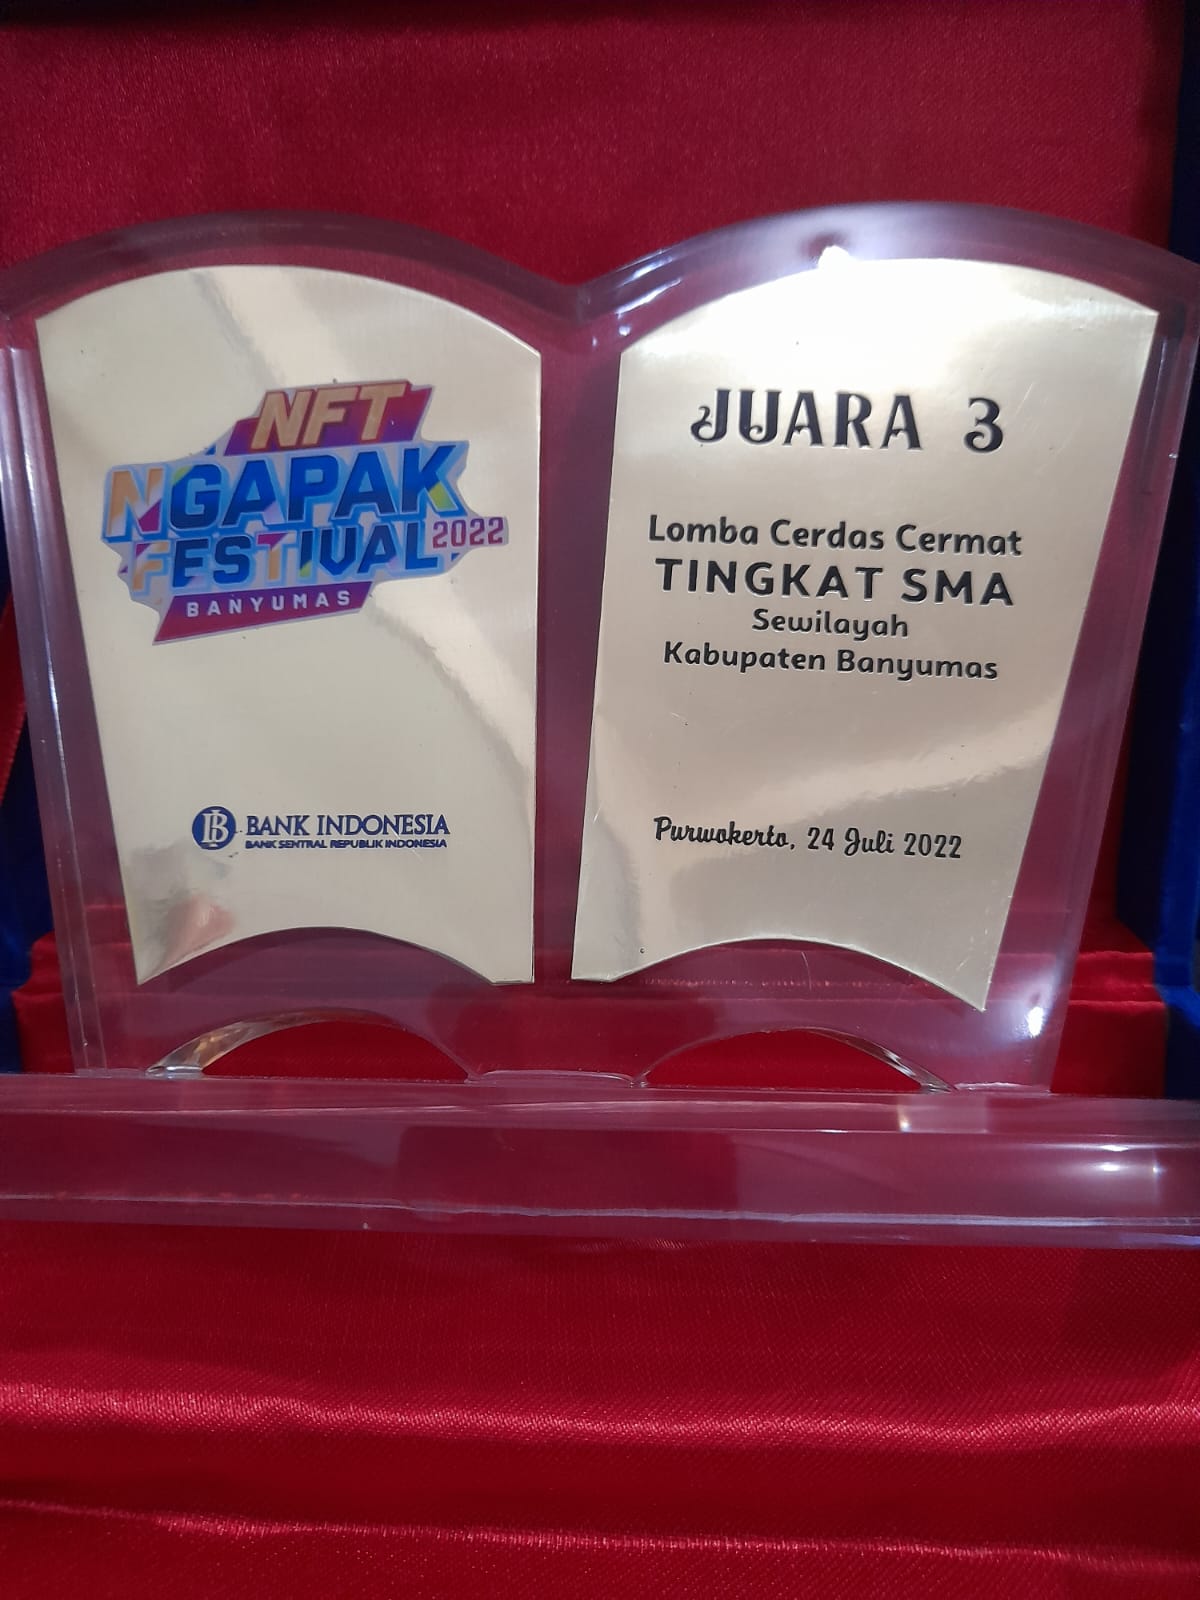 NFT
NGAPAK
FESTIVAL 2022
BANYUMAS
BANK INDONESIA
BANK SENTRAL REPUBLIK INDONESIA
JUARA 3
Lomba Cerdas Cermat
TINGKAT SMA
Sewilayah
Kabupaten Banyumas
Purwokerto, 24 Juli 2022